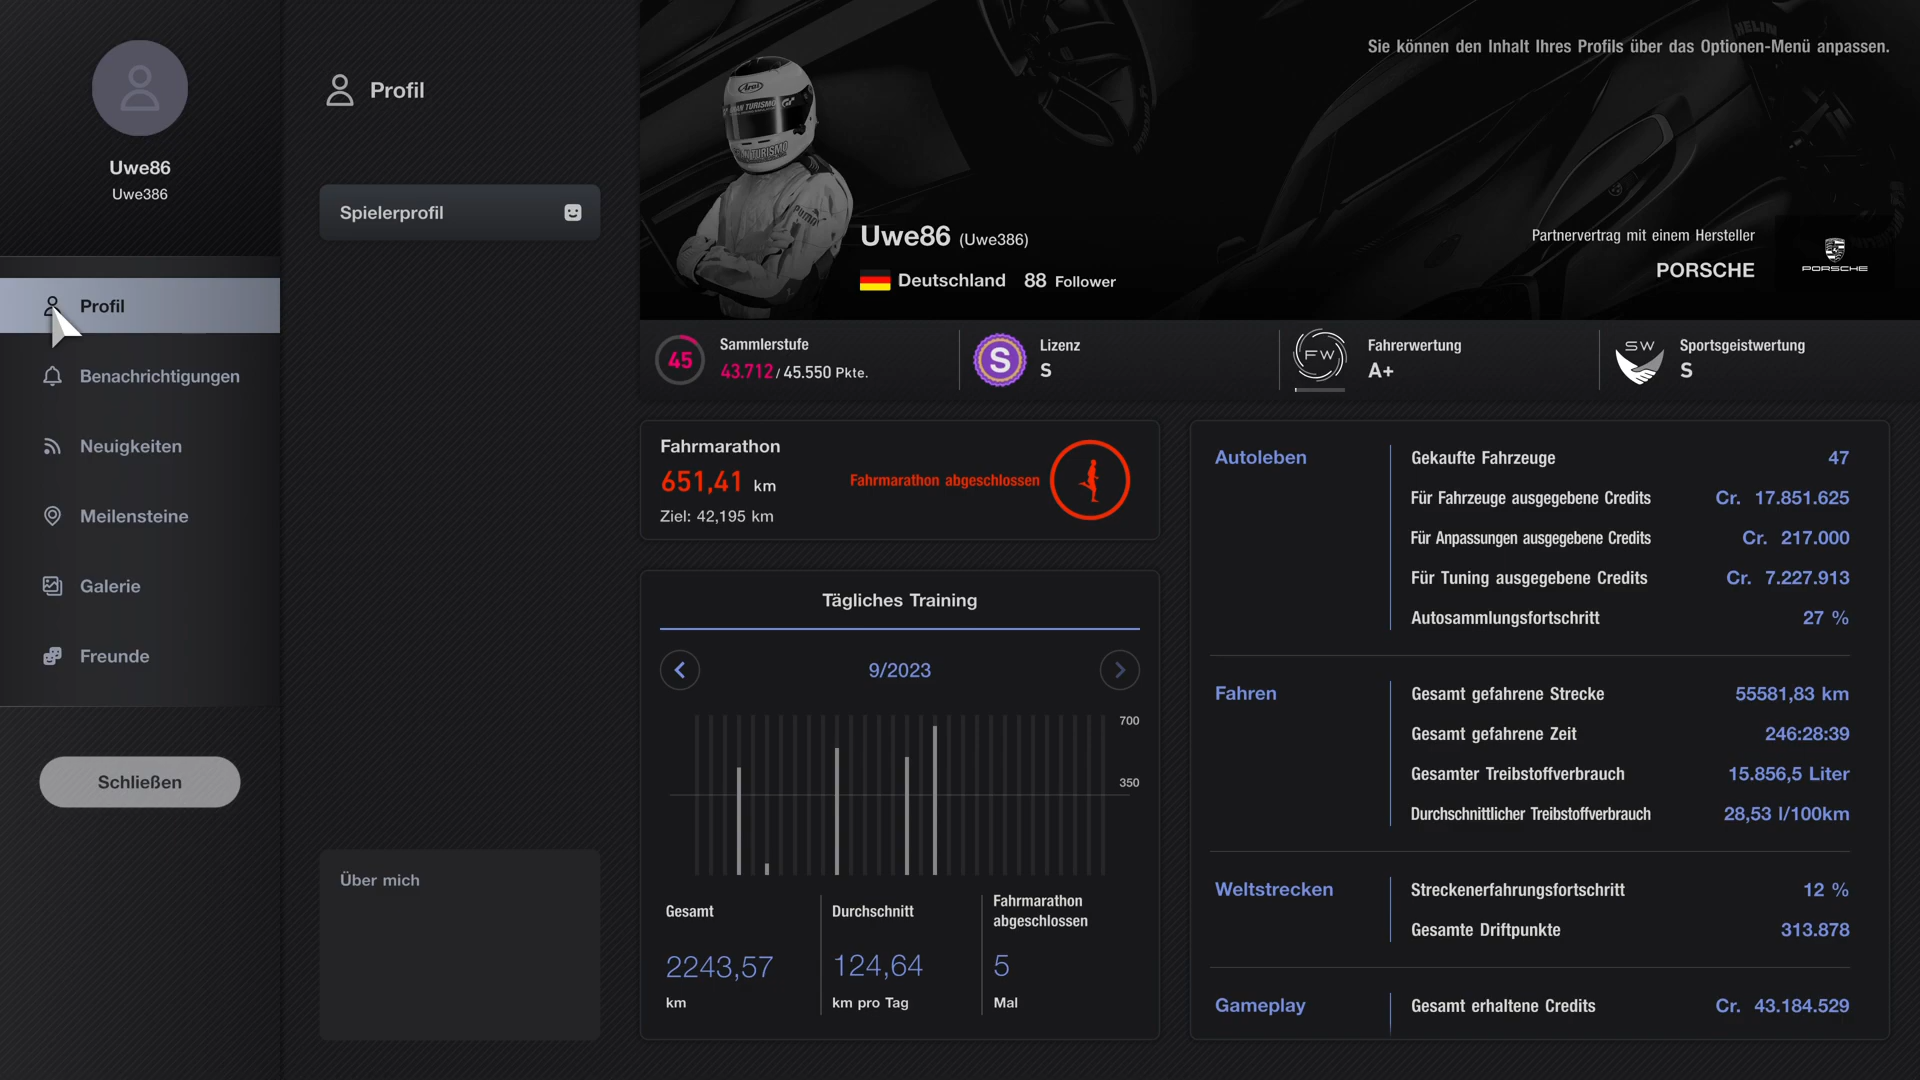 Uwe86
Uwe386
Profil
Benachrichtigungen
Neuigkeiten
Meilensteine
Galerie
Freunde
Schließen
Profil
Spielerprofil
Über mich
Sie können den Inhalt Ihres Profils über das Optionen-Menü anpassen.
Arai
GRAN TURISMO
Uwe86 (Uwe386)
Deutschland 88 Follower
Partnervertrag mit einem Hersteller
PORSCHE
PORSCHE
45
Sammlerstufe
43.712 / 45.550 Pkte.
S
Lizenz
S
FW
Fahrerwertung
A+
SW
Sportsgeistwertung
S
Fahrmarathon
651,41 km
Ziel: 42,195 km
Fahrmarathon abgeschlossen
Tägliches Training
9/2023
700
350
Gesamt
2243,57
km
Durchschnitt
124,64
km pro Tag
Fahrmarathon
abgeschlossen
5
Mal
Autoleben
Gekaufte Fahrzeuge 47
Für Fahrzeuge ausgegebene Credits Cr. 17.851.625
Für Anpassungen ausgegebene Credits Cr. 217.000
Für Tuning ausgegebene Credits Cr. 7.227.913
Autosammlungsfortschritt 27 %
Fahren
Gesamt gefahrene Strecke 55581,83 km
Gesamt gefahrene Zeit 246:28:39
Gesamter Treibstoffverbrauch 15.856,5 Liter
Durchschnittlicher Treibstoffverbrauch 28,53 l/100km
Weltstrecken
Streckenerfahrungsfortschritt 12 %
Gesamte Driftpunkte 313.878
Gameplay
Gesamt erhaltene Credits Cr. 43.184.529